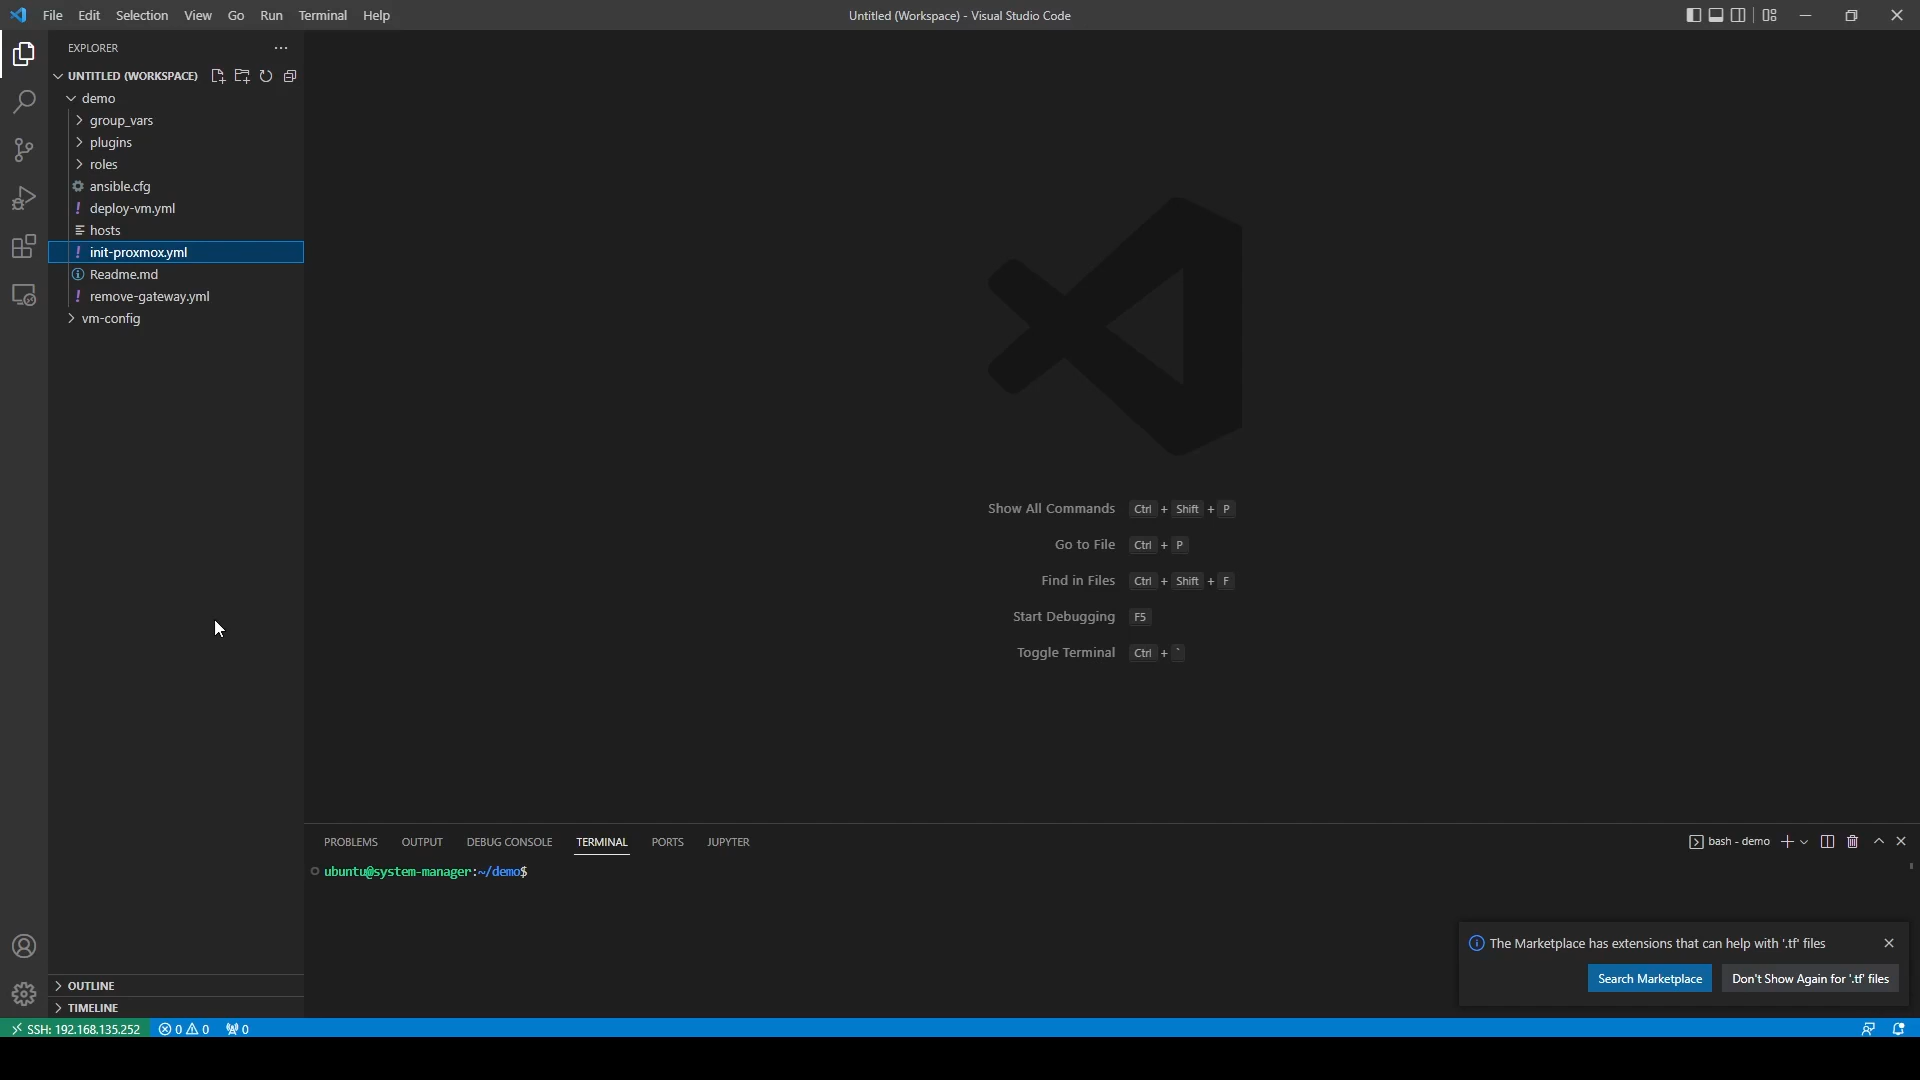 File Edit Selection View Go Run Terminal Help
Untitled (Workspace) - Visual Studio Code
EXPLORER
UNTITLED (WORKSPACE)
demo
group_vars
plugins
roles
ansible.cfg
deploy-vm.yml
hosts
init-proxmox.yml
Readme.md
remove-gateway.yml
vm-config
Show All Commands Ctrl + Shift + P
Go to File Ctrl + P
Find in Files Ctrl + Shift + F
Start Debugging F5
Toggle Terminal Ctrl + `
PROBLEMS OUTPUT DEBUG CONSOLE TERMINAL PORTS JUPYTER
bash - demo
ubuntu@system-manager:~/demo$
The Marketplace has extensions that can help with '.tf' files
Search Marketplace
Don't Show Again for '.tf' files
OUTLINE
TIMELINE
SSH: 192.168.135.252 0 0 0